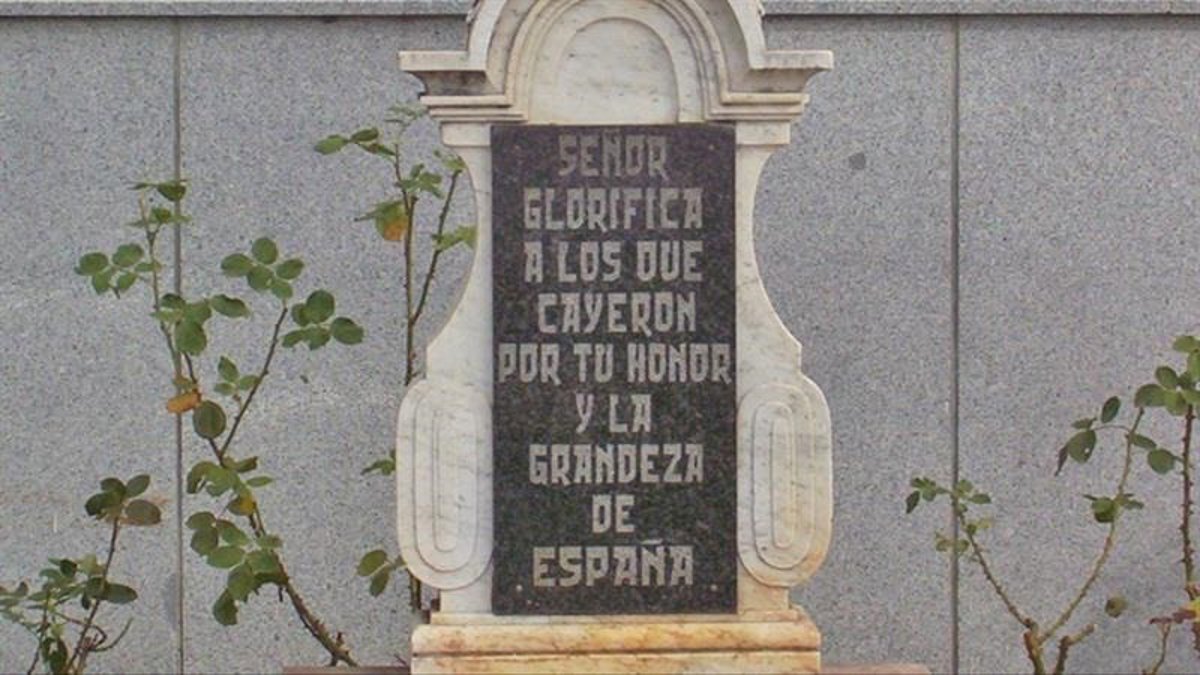 SEÑOR
GLORIFICA
A LOS QUE
CAYERON
POR TU HONOR
Y LA
GRANDEZA
DE
ESPAÑA